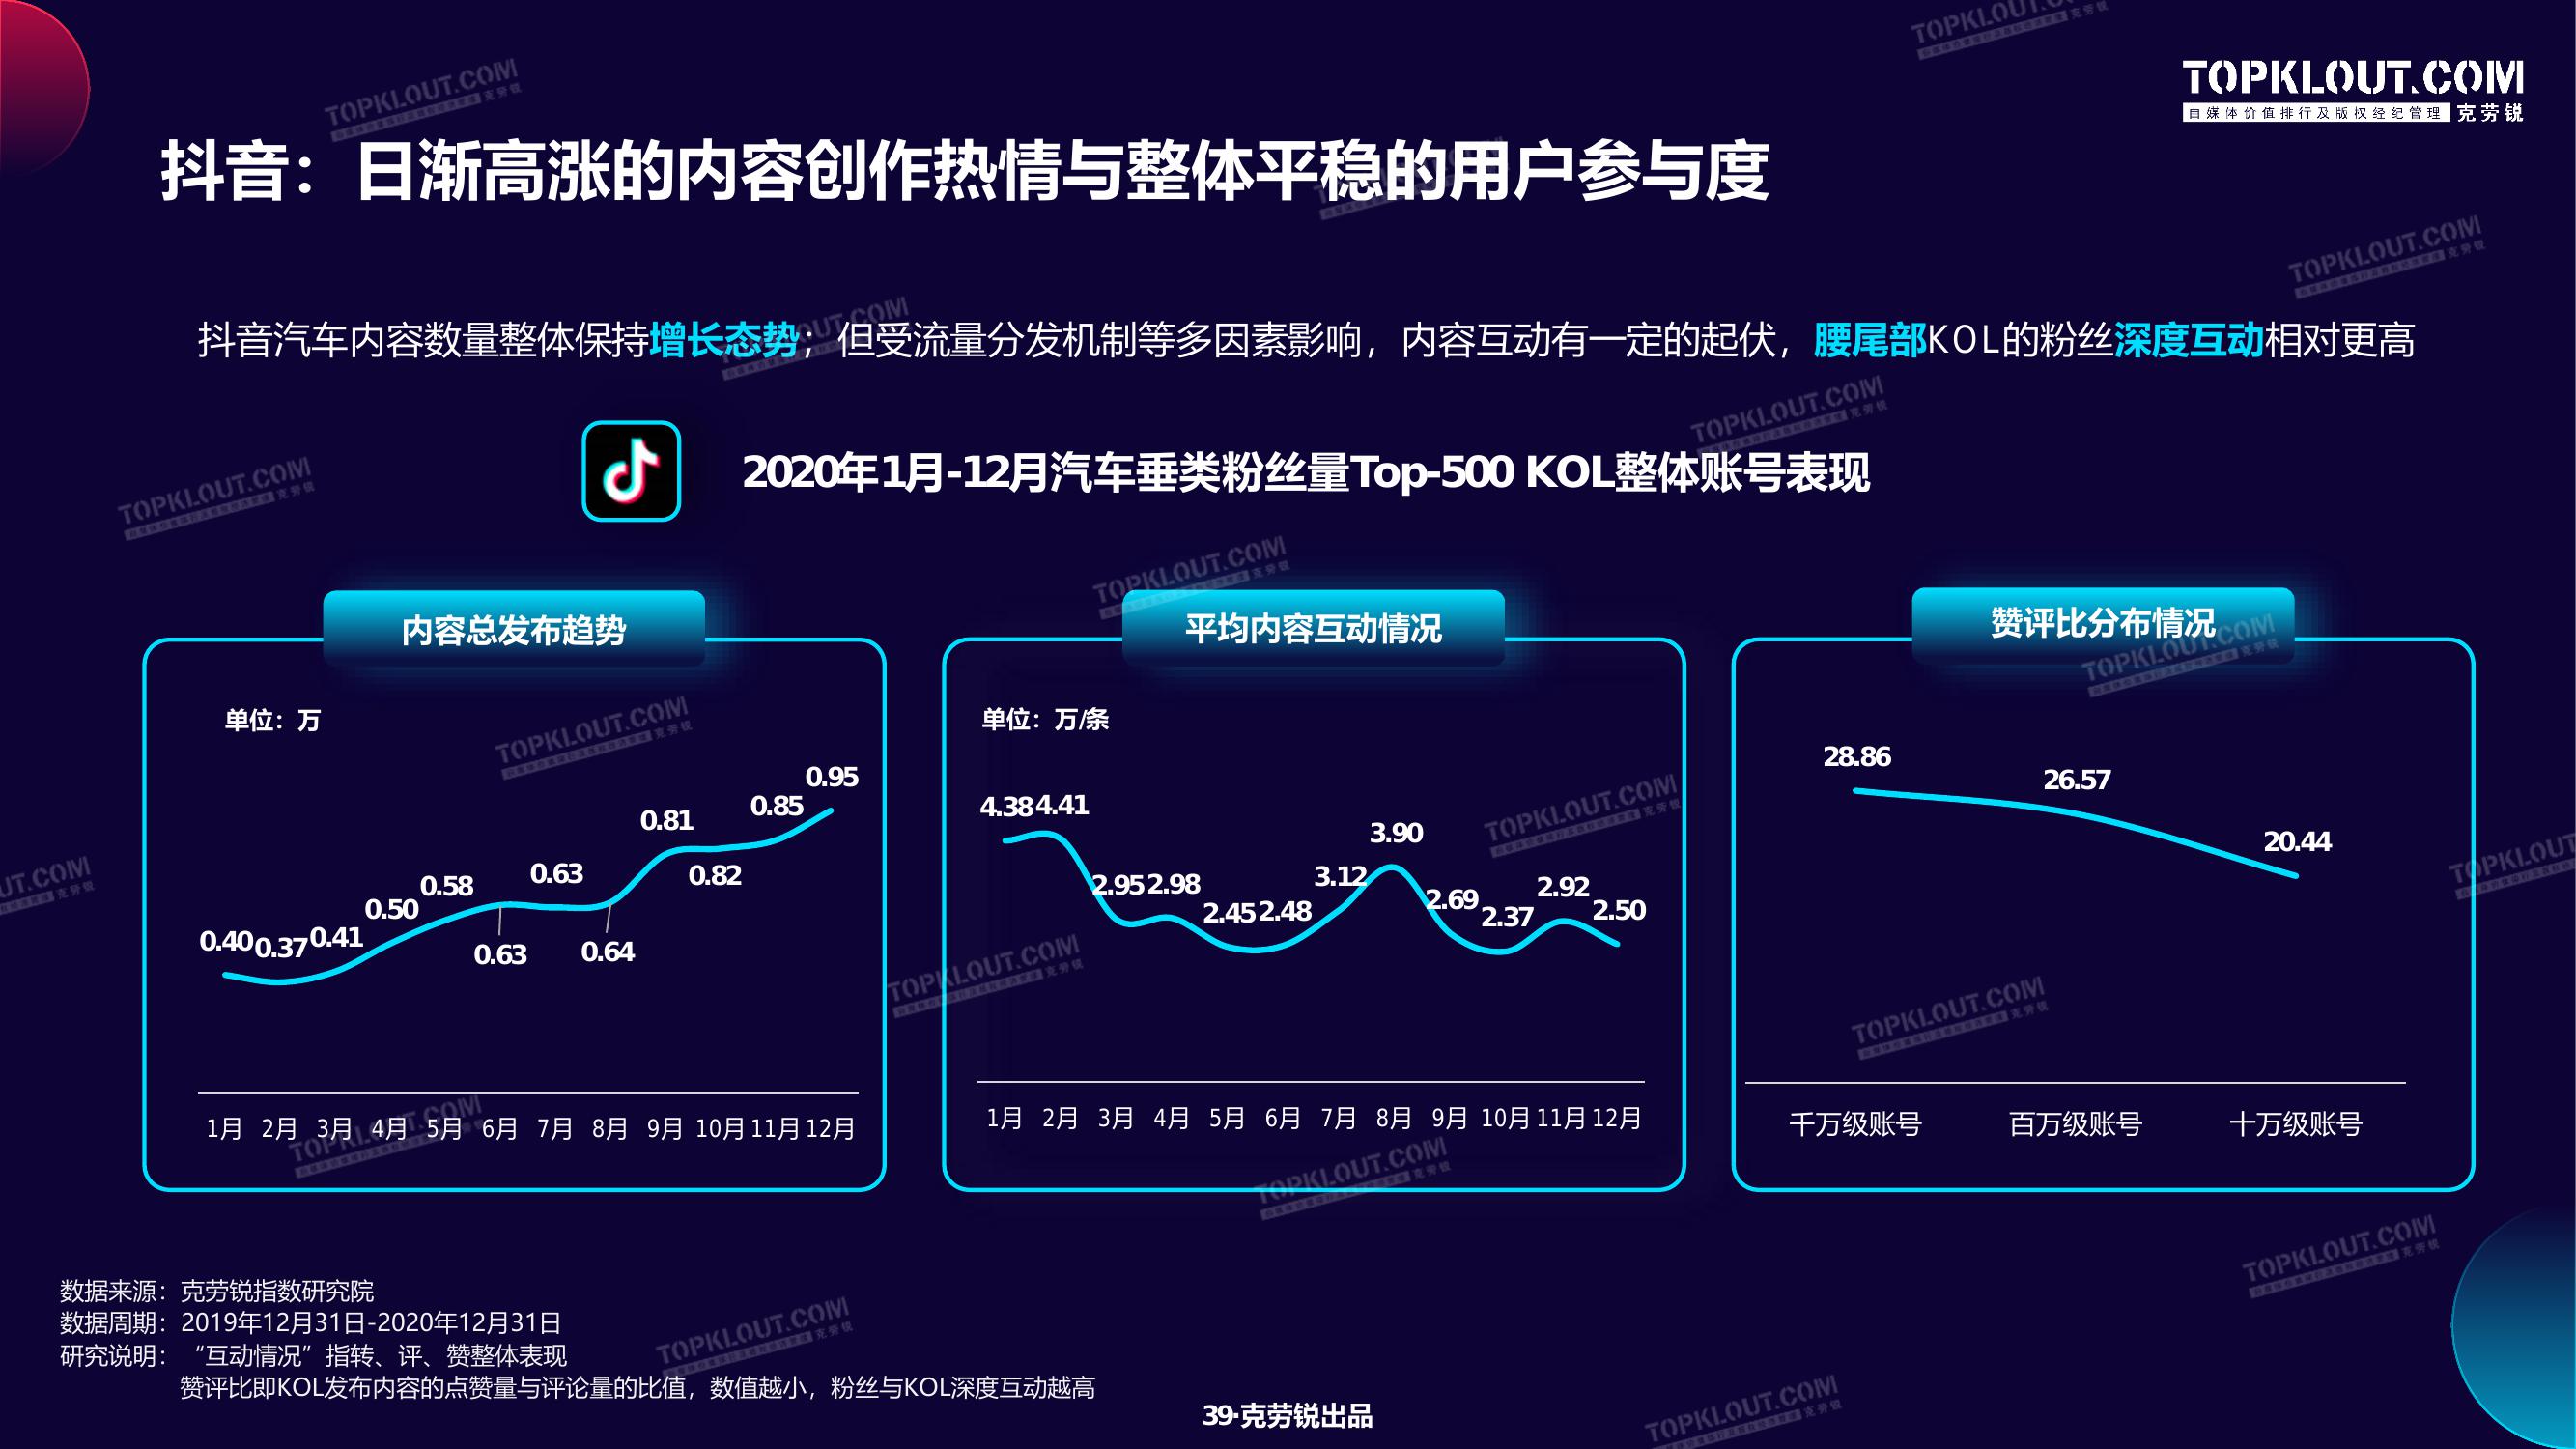 TOPKLOUT.COM
自媒体价值排行及版权经纪管理 克劳锐
抖音：日渐高涨的内容创作热情与整体平稳的用户参与度
抖音汽车内容数量整体保持增长态势；但受流量分发机制等多因素影响，内容互动有一定的起伏，腰尾部KOL的粉丝深度互动相对更高
2020年1月-12月汽车垂类粉丝量Top-500 KOL整体账号表现
内容总发布趋势
单位：万
0.40 0.37 0.41 0.50 0.58 0.63 0.63 0.64 0.81 0.82 0.85 0.95
1月 2月 3月 4月 5月 6月 7月 8月 9月 10月 11月 12月
平均内容互动情况
单位：万/条
4.38 4.41 2.95 2.98 2.45 2.48 3.12 3.90 2.69 2.37 2.92 2.50
1月 2月 3月 4月 5月 6月 7月 8月 9月 10月 11月 12月
赞评比分布情况
28.86 26.57 20.44
千万级账号 百万级账号 十万级账号
数据来源：克劳锐指数研究院
数据周期：2019年12月31日-2020年12月31日
研究说明：“互动情况”指转、评、赞整体表现
赞评比即KOL发布内容的点赞量与评论量的比值，数值越小，粉丝与KOL深度互动越高
39·克劳锐出品